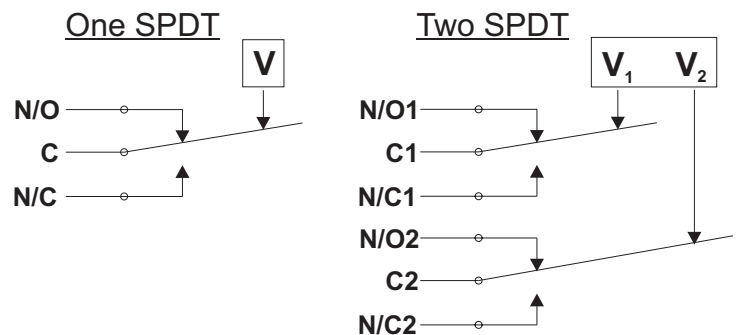 One SPDT
V
N/O
C
N/C
Two SPDT
V1 V2
N/O1
C1
N/C1
N/O2
C2
N/C2